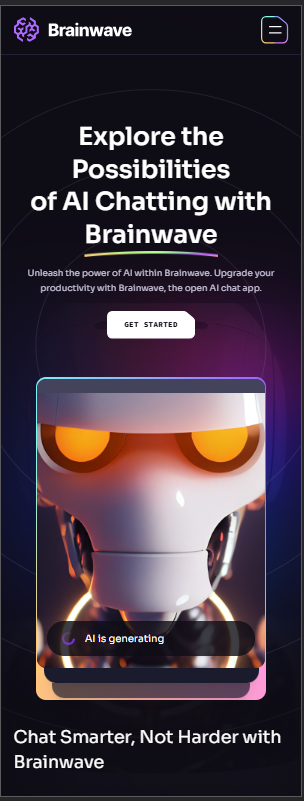 Brainwave
Explore the
Possibilities
of AI Chatting with
Brainwave
Unleash the power of AI within Brainwave. Upgrade your
productivity with Brainwave, the open AI chat app.
GET STARTED
AI is generating
Chat Smarter, Not Harder with
Brainwave